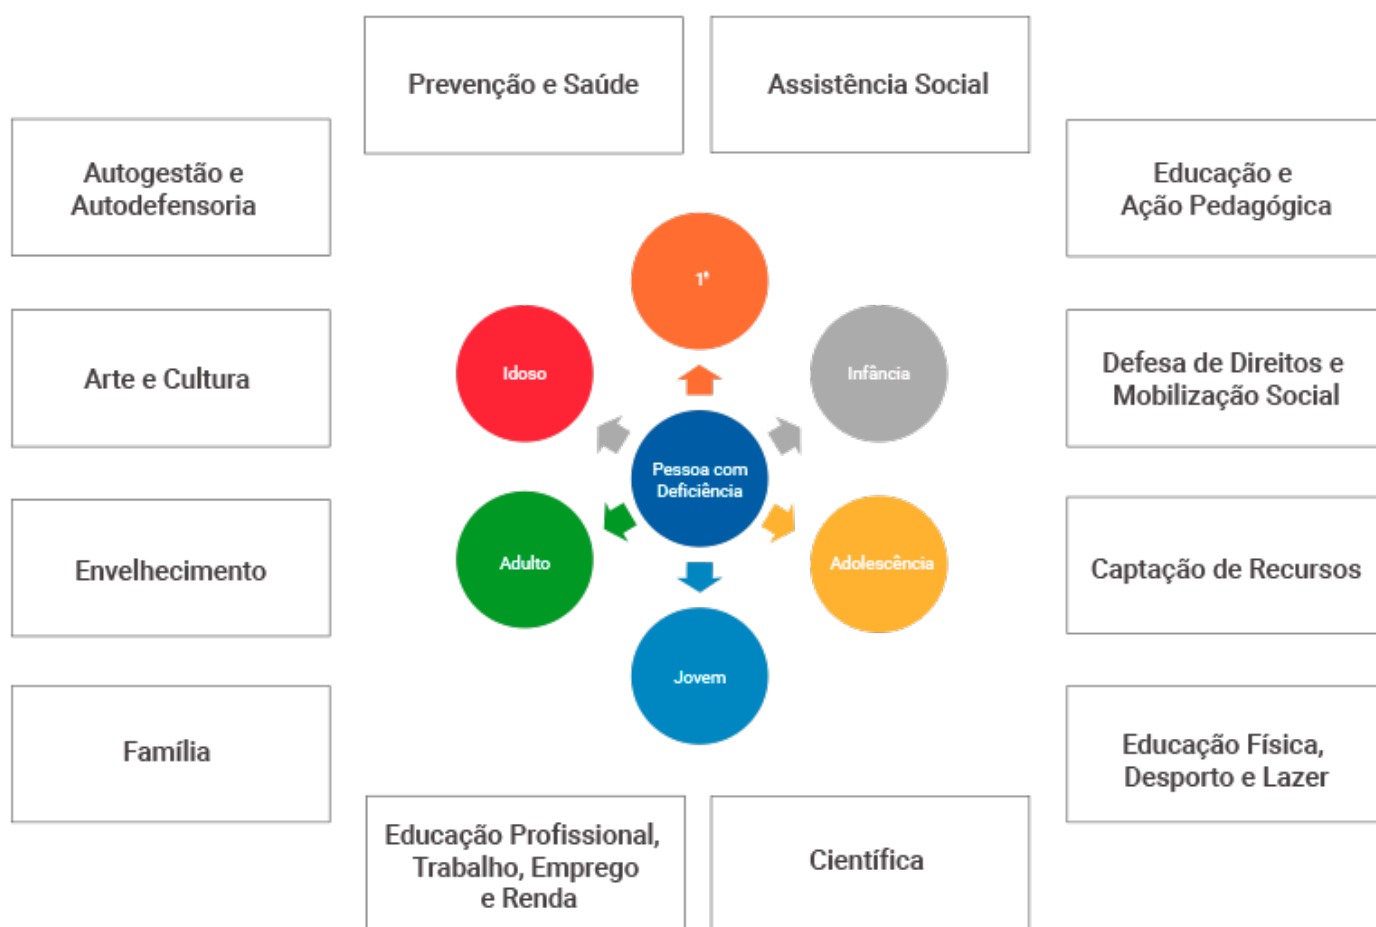 Prevenção e Saúde
Assistência Social
Autogestão e
Autodefensoria
Educação e
Ação Pedagógica
Arte e Cultura
Defesa de Direitos e
Mobilização Social
Envelhecimento
Captação de Recursos
Família
Educação Física,
Desporto e Lazer
Educação Profissional,
Trabalho, Emprego
e Renda
Científica
1ª
Idoso
Infância
Pessoa com
Deficiência
Adulto
Adolescência
Jovem